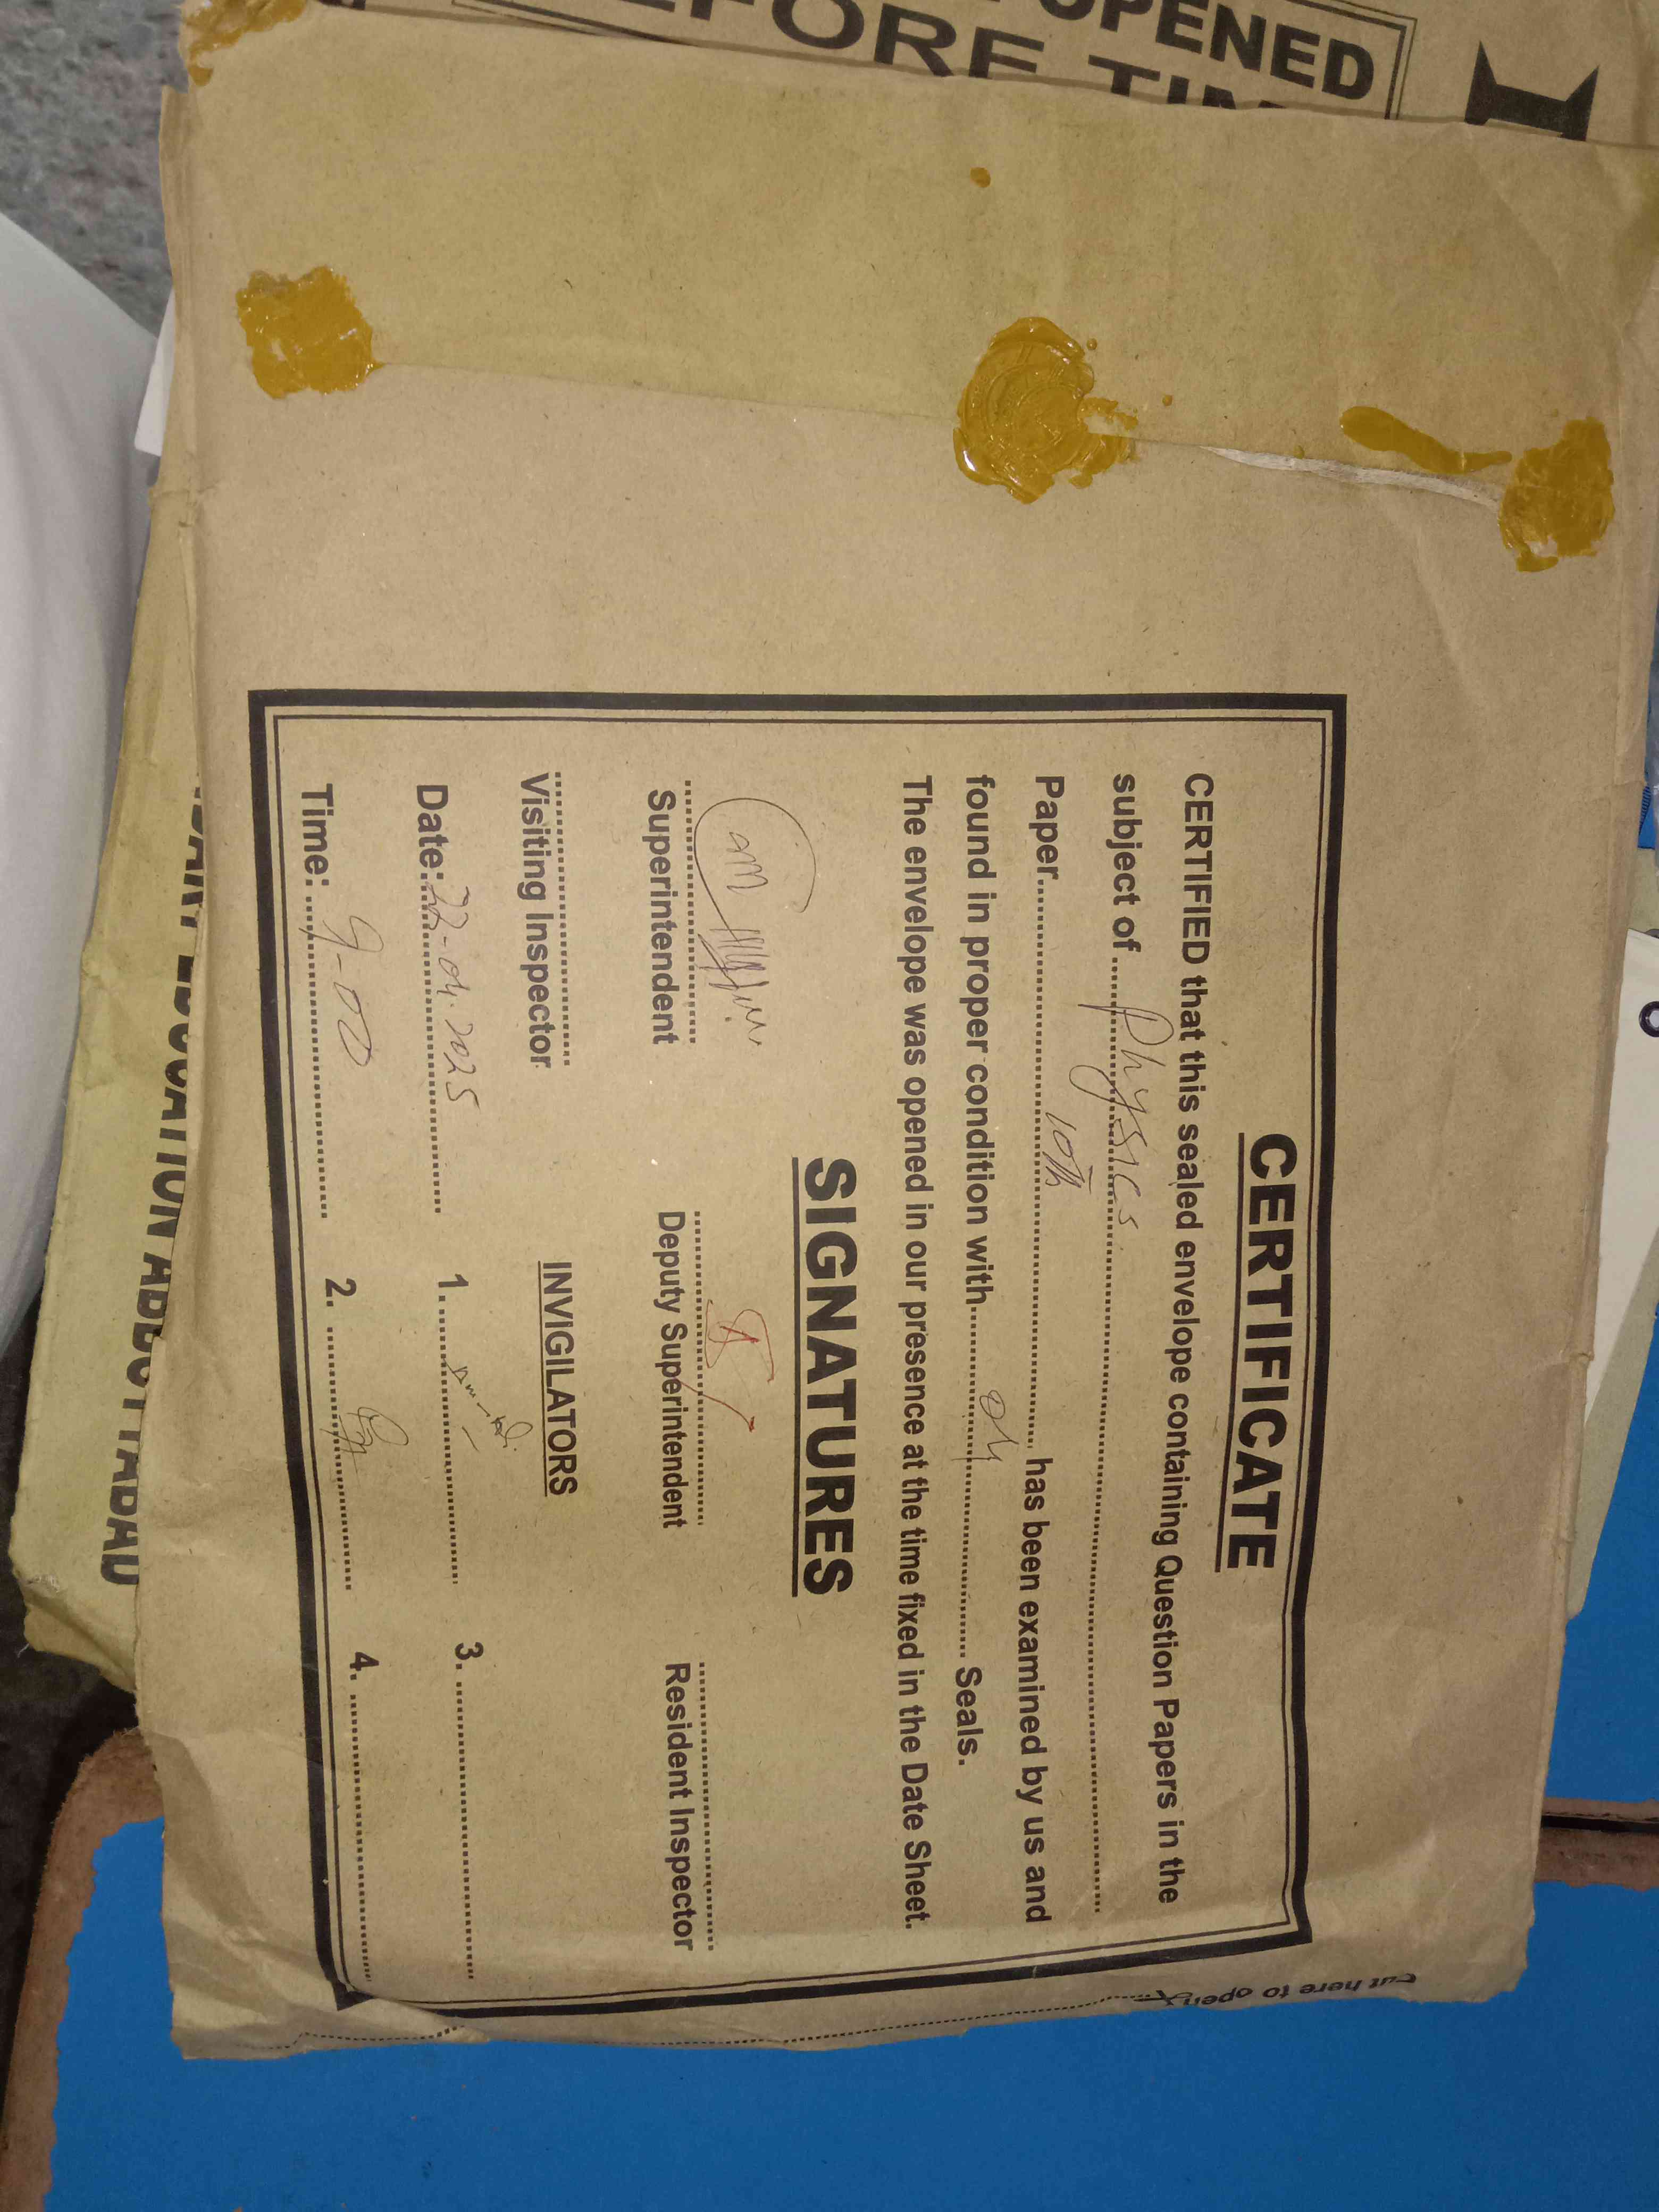 OPENED
FORE TIM
CERTIFICATE
CERTIFIED that this sealed envelope containing Question Papers in the
subject of Physics
Paper 10th has been examined by us and
found in proper condition with 04 Seals.
The envelope was opened in our presence at the time fixed in the Date Sheet.
SIGNATURES
Superintendent Deputy Superintendent Resident Inspector
Visiting Inspector
INVIGILATORS
Date: 22-04-2025 1. 3.
Time: 9-00 2. 4.
Cut here to open
EDUCATION ABBOTTABAD